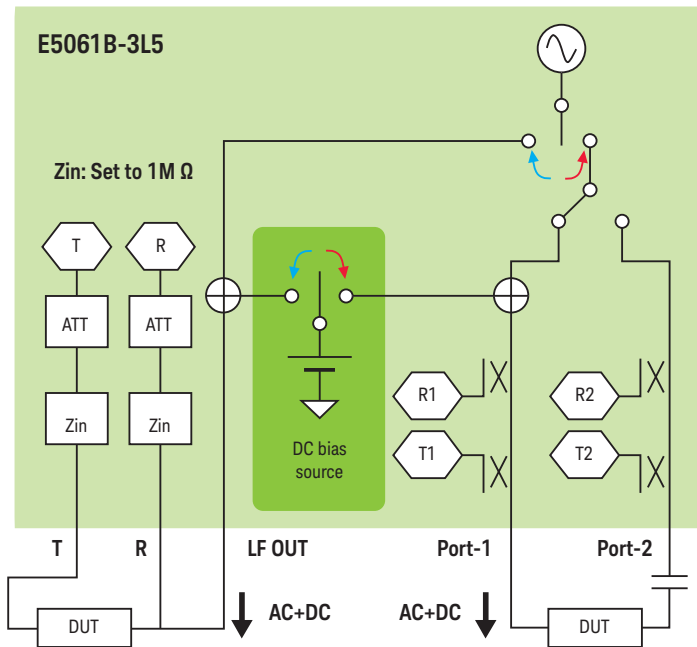 E5061B-3L5
Zin: Set to 1M Ω
T
R
ATT
ATT
Zin
Zin
DC bias
source
R1
T1
R2
T2
T
R
LF OUT
Port-1
Port-2
AC+DC
AC+DC
DUT
DUT